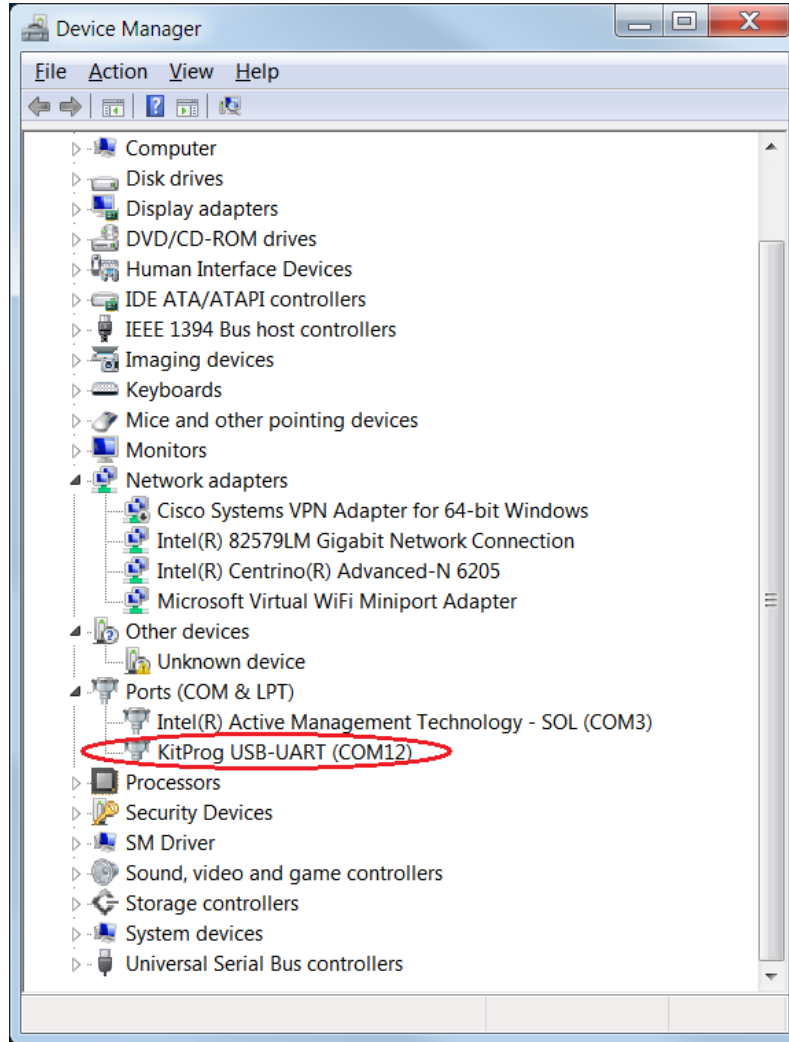 Device Manager
File Action View Help
Computer
Disk drives
Display adapters
DVD/CD-ROM drives
Human Interface Devices
IDE ATA/ATAPI controllers
IEEE 1394 Bus host controllers
Imaging devices
Keyboards
Mice and other pointing devices
Monitors
Network adapters
Cisco Systems VPN Adapter for 64-bit Windows
Intel(R) 82579LM Gigabit Network Connection
Intel(R) Centrino(R) Advanced-N 6205
Microsoft Virtual WiFi Miniport Adapter
Other devices
Unknown device
Ports (COM & LPT)
Intel(R) Active Management Technology - SOL (COM3)
KitProg USB-UART (COM12)
Processors
Security Devices
SM Driver
Sound, video and game controllers
Storage controllers
System devices
Universal Serial Bus controllers